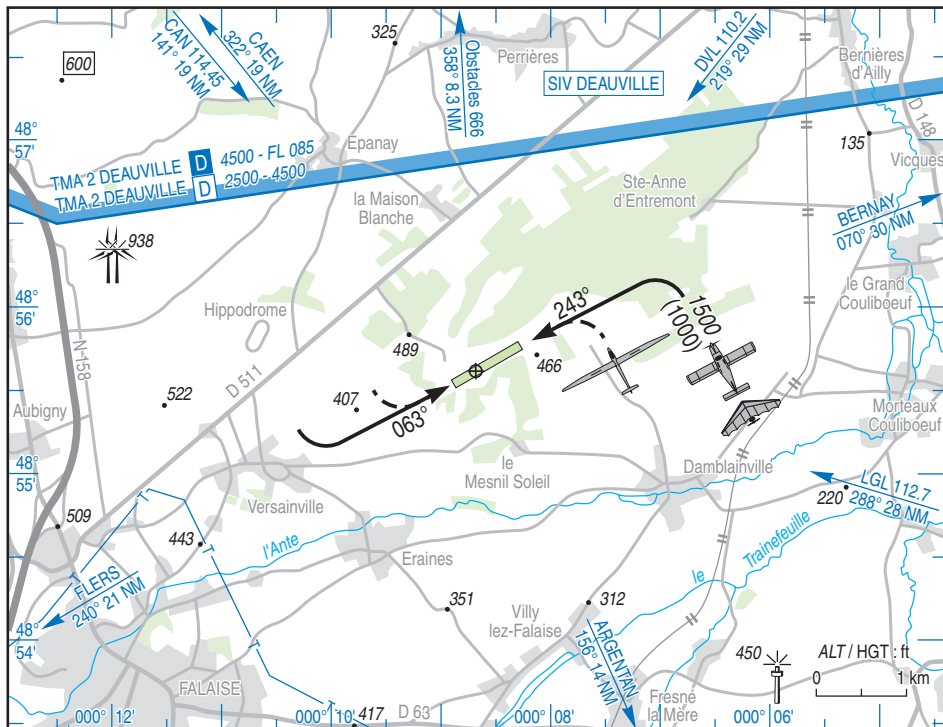 600
CAEN
322° 19 NM
CAN 114.45
141° 19 NM
325
Perrières
Obstacles 666
358° 8.3 NM
SIV DEAUVILLE
DVL 110.2
219° 29 NM
Bernières
d'Ailly
D 148
48°
57'
Epanay
135
Vicques
TMA 2 DEAUVILLE D 4500 - FL 085
TMA 2 DEAUVILLE D 2500 - 4500
la Maison
Blanche
Ste-Anne
d'Entremont
BERNAY
070° 30 NM
938
le Grand
Couliboeuf
48°
56'
Hippodrome
243°
1500
(1000)
N 158
489
466
D 511
522
407
063°
Aubigny
Morteaux
Couliboeuf
48°
55'
le
Mesnil Soleil
Damblainville
Versainville
LGL 112.7
288° 28 NM
220
509
443
T
T
l'Ante
Eraines
Trainefeuille
le
FLERS
240° 21 NM
T
T
351
Villy
lez-Falaise
312
48°
54'
T
ARGENTAN
156° 14 NM
450
ALT / HGT : ft
0 1 km
FALAISE
T
417
D 63
Fresné
la Mère
000° 12'
000° 10'
000° 08'
000° 06'